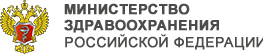 МИНИСТЕРСТВО
ЗДРАВООХРАНЕНИЯ
РОССИЙСКОЙ ФЕДЕРАЦИИ